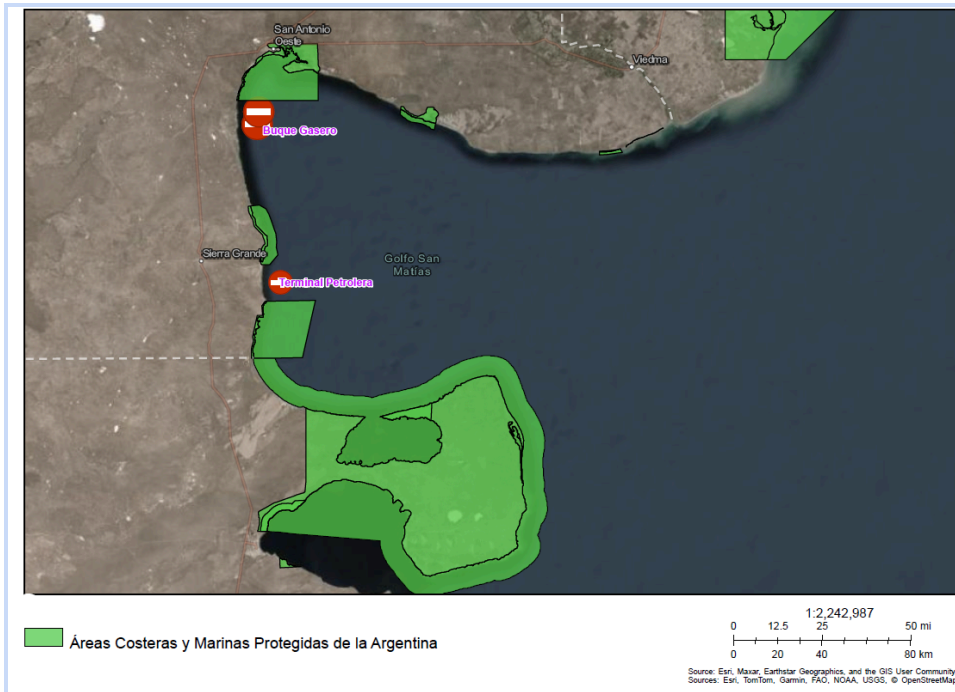 San Antonio
Oeste
Viedma
Buque Gasero
Sierra Grande
Golfo San
Matías
Terminal Petrolera
Áreas Costeras y Marinas Protegidas de la Argentina
1:2,242,987
0 12.5 25 50 mi
0 20 40 80 km
Source: Esri, Maxar, Earthstar Geographics, and the GIS User Community
Sources: Esri, TomTom, Garmin, FAO, NOAA, USGS, © OpenStreetMap